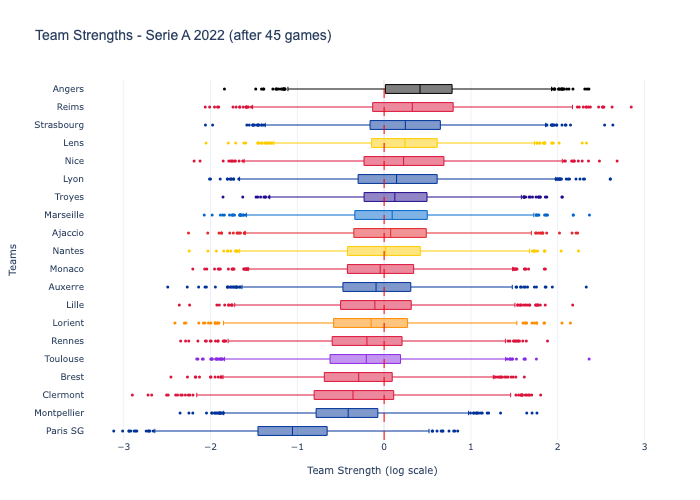 Team Strengths - Serie A 2022 (after 45 games)
Angers
Reims
Strasbourg
Lens
Nice
Lyon
Troyes
Marseille
Ajaccio
Nantes
Monaco
Auxerre
Lille
Lorient
Rennes
Toulouse
Brest
Clermont
Montpellier
Paris SG
Teams
−3 −2 −1 0 1 2 3
Team Strength (log scale)